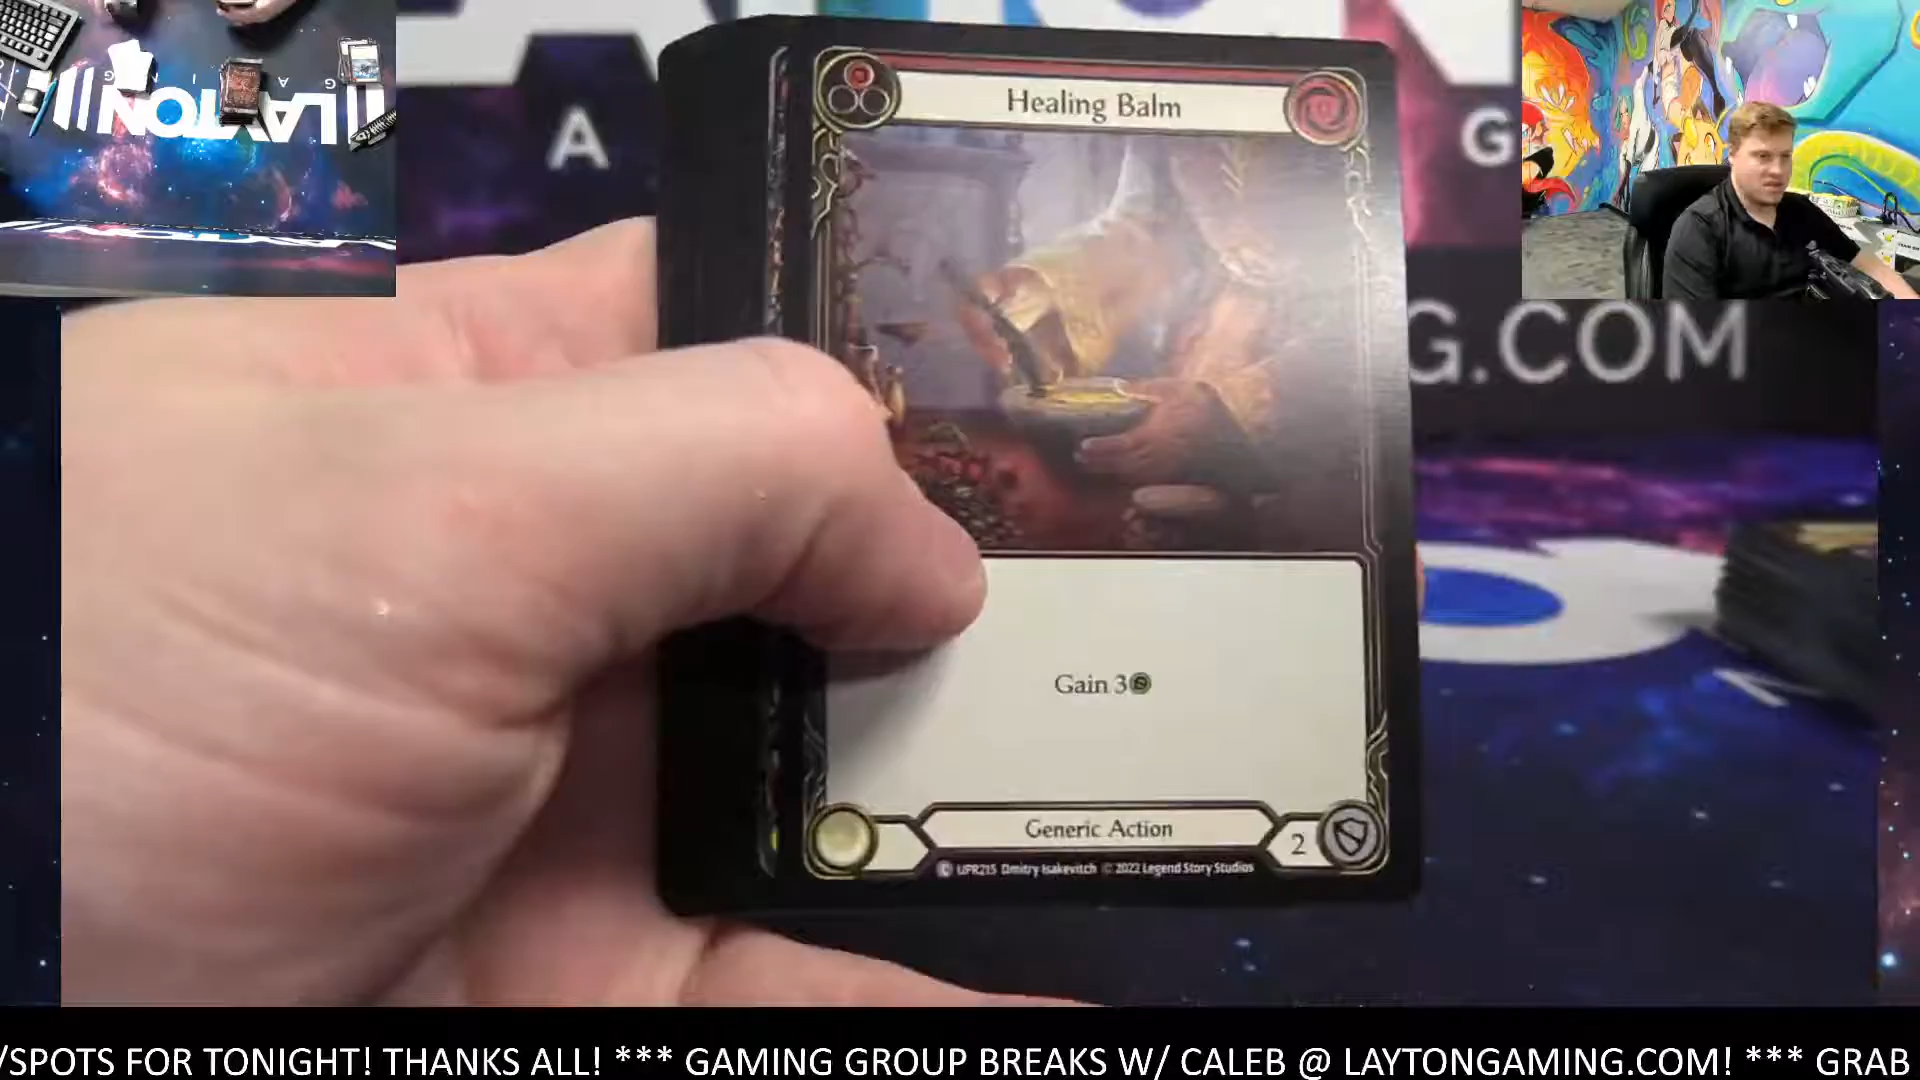 LAYTON
A
G
G.COM
Healing Balm
0
Gain 3
Generic Action
2
C UPR215 Dmitry Isakevitch © 2022 Legend Story Studios
/SPOTS FOR TONIGHT! THANKS ALL! *** GAMING GROUP BREAKS W/ CALEB @ LAYTONGAMING.COM! *** GRAB